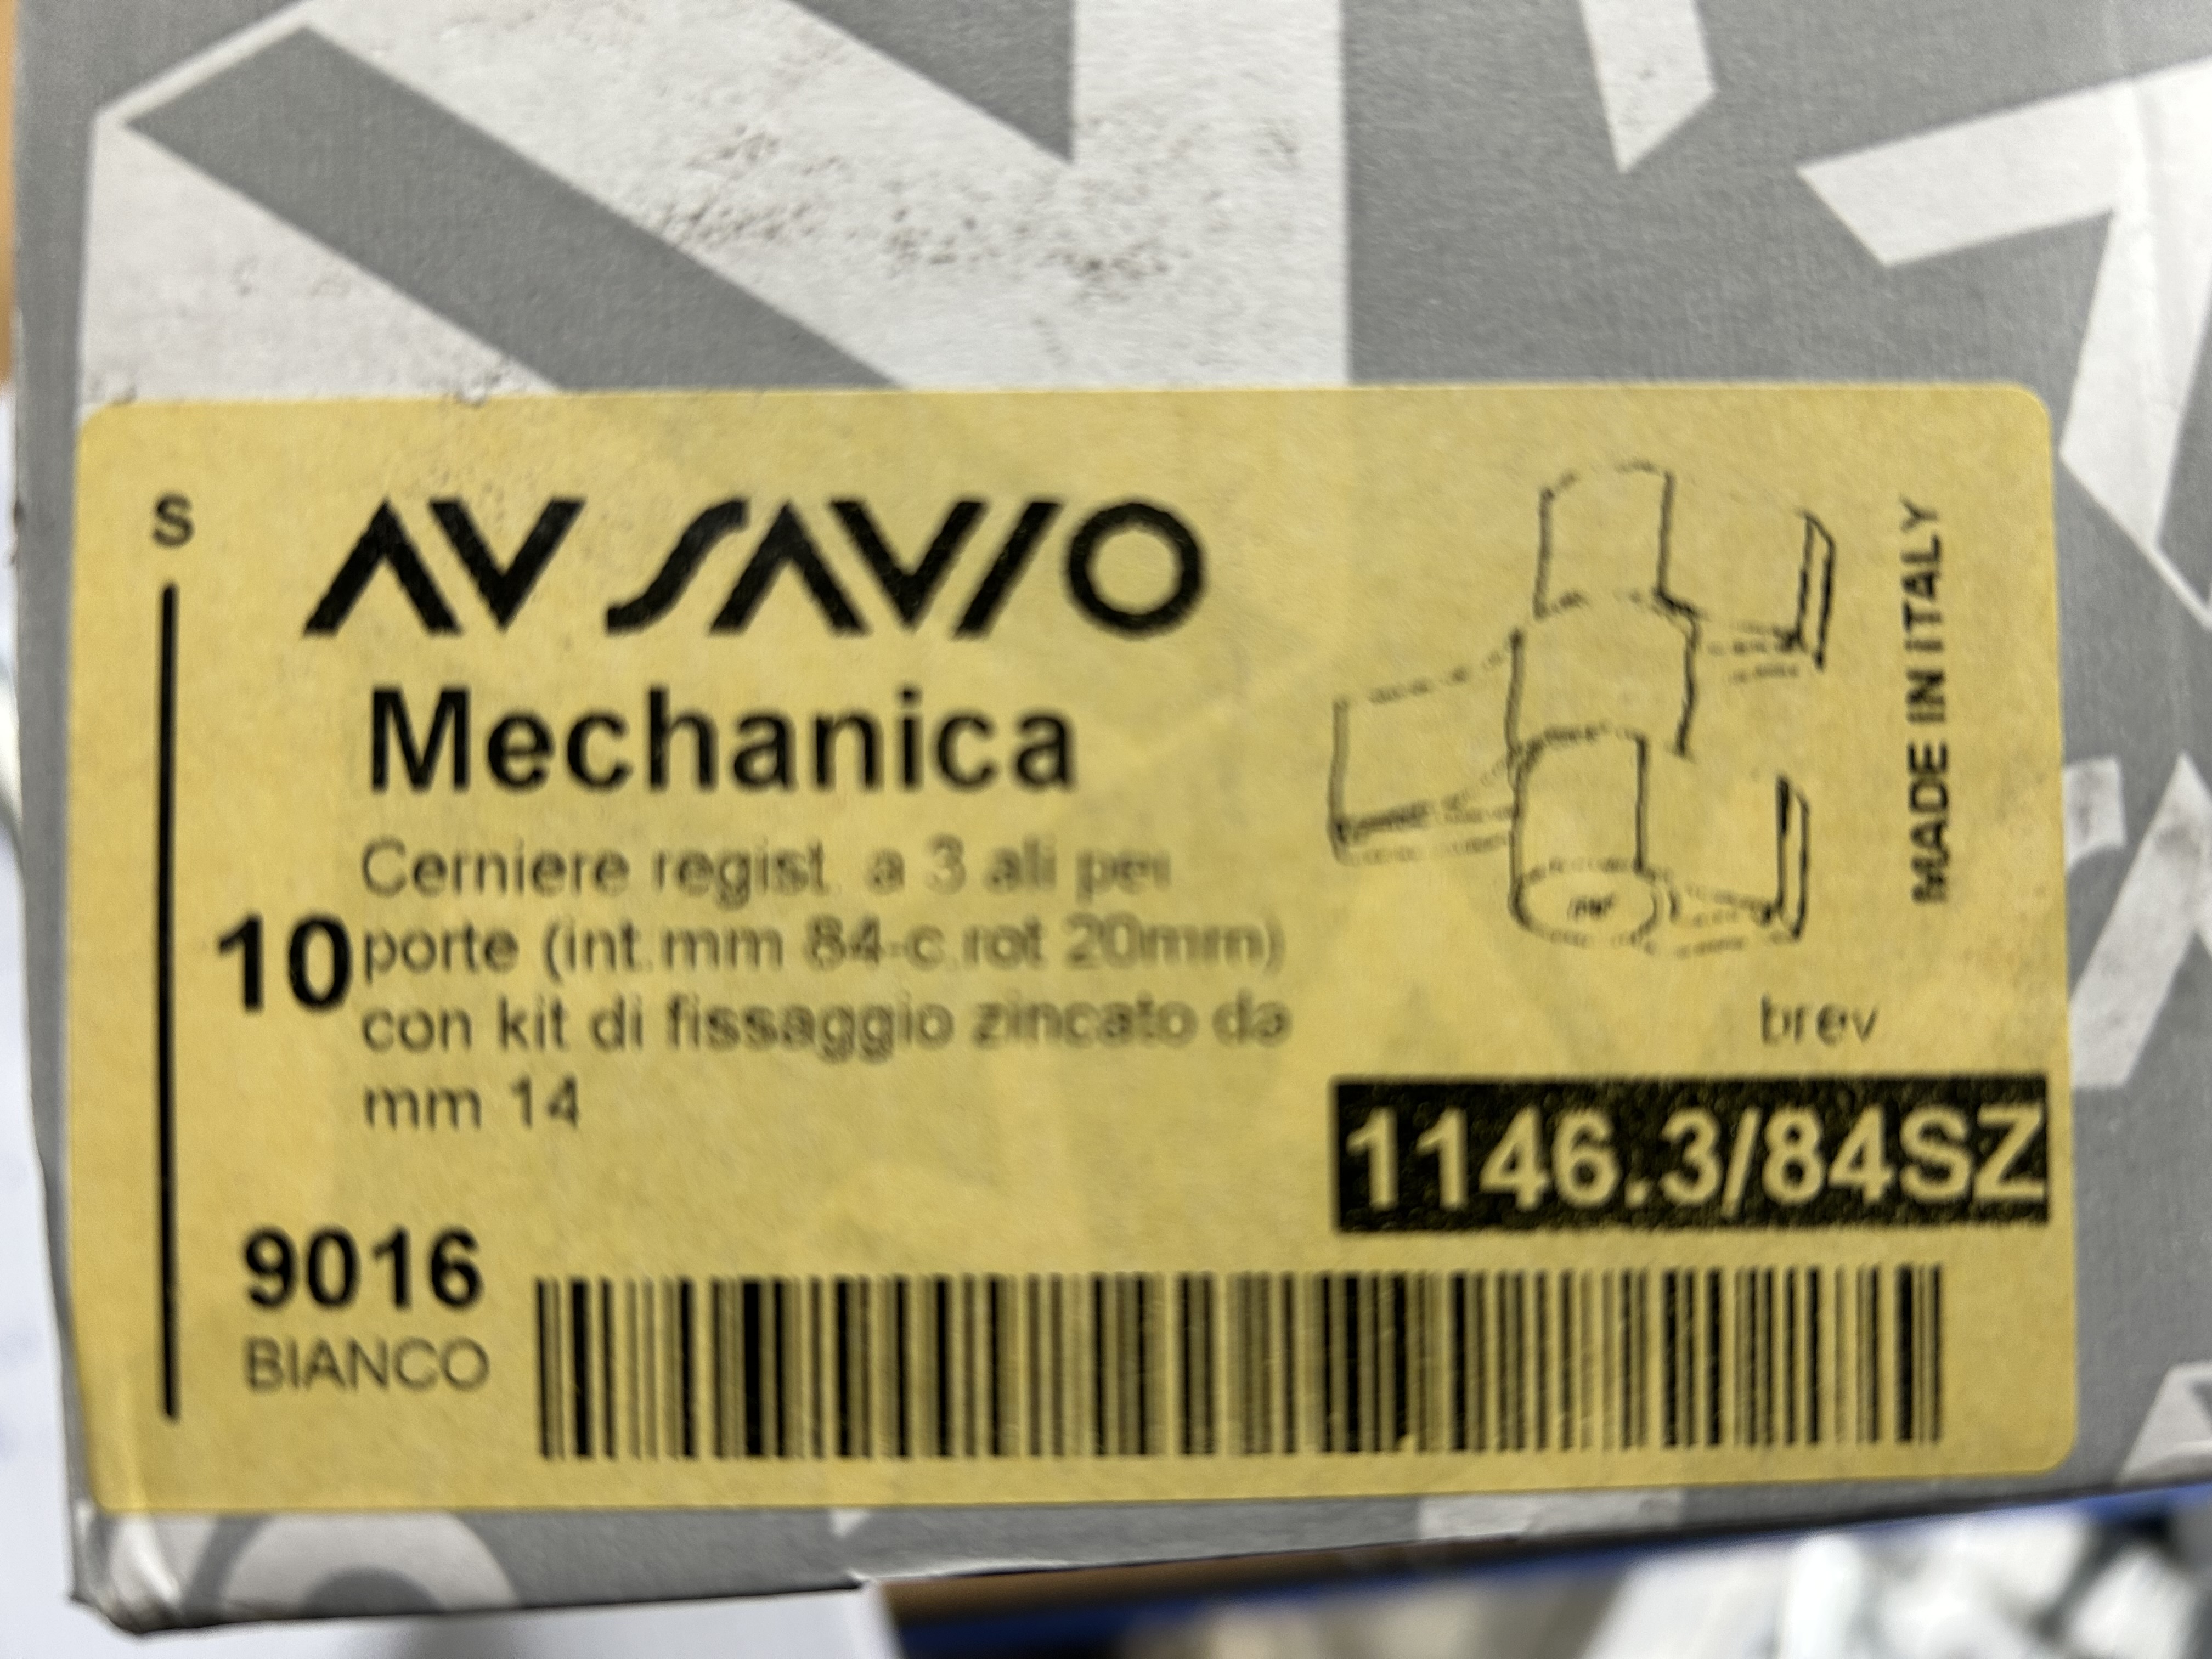 S
AV SAVIO
MADE IN ITALY
Mechanica
Cerniere regist. a 3 ali per
10 porte (int.mm 84-c.rot 20mm)
con kit di fissaggio zincato da
mm 14
brev
1146.3/84SZ
9016
BIANCO